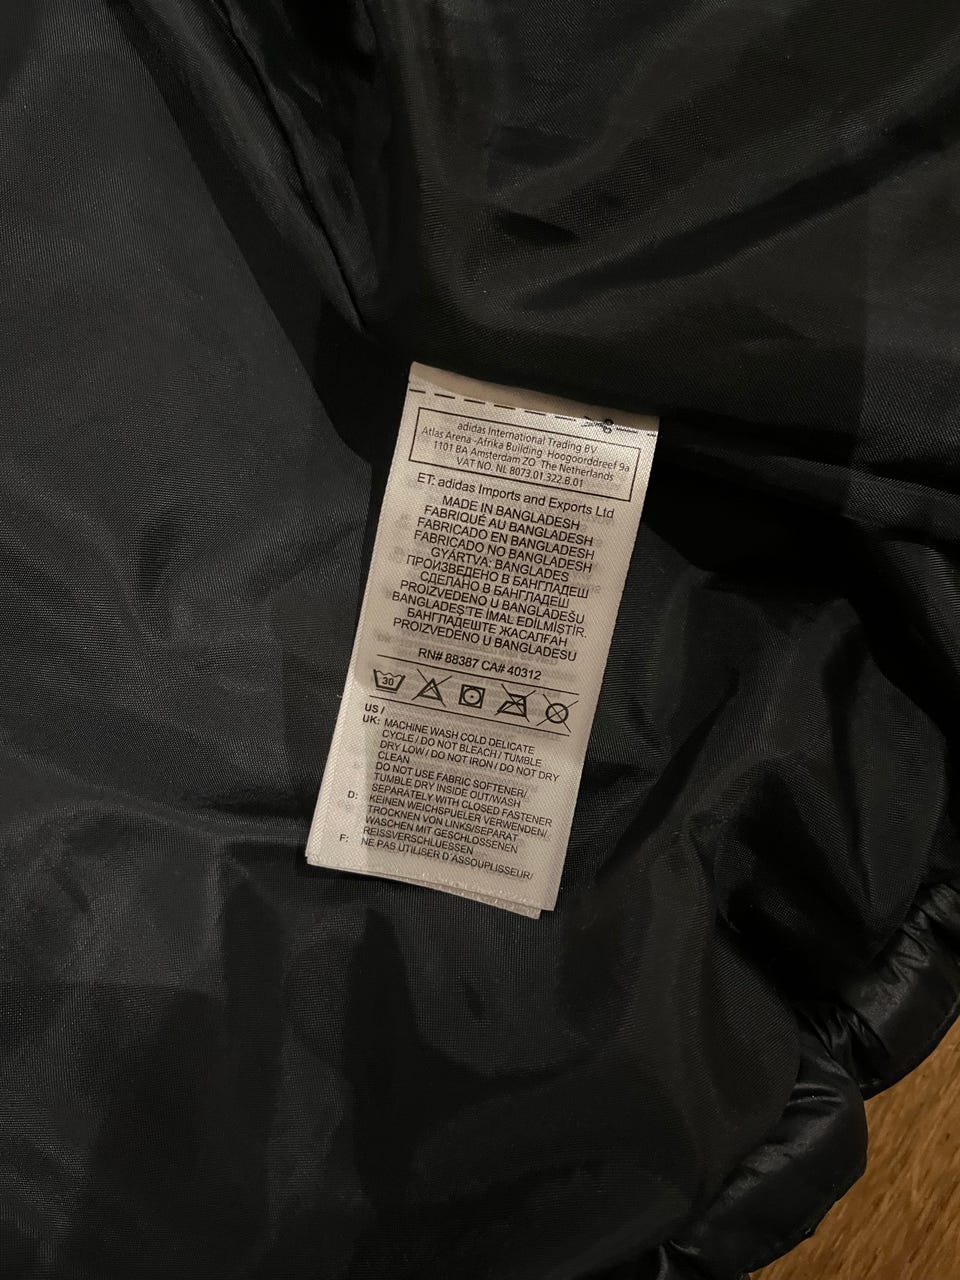 adidas International Trading BV
Atlas Arena -Afrika Building Hoogoorddreef 9a
1101 BA Amsterdam ZO The Netherlands
VAT NO. NL 8073.01.322.B.01
ET: adidas Imports and Exports Ltd
MADE IN BANGLADESH
FABRIQUÉ AU BANGLADESH
FABRICADO EN BANGLADESH
FABRICADO NO BANGLADESH
GYÁRTVA: BANGLADES
ПРОИЗВЕДЕНО В БАНГЛАДЕШ
СДЕЛАНО В БАНГЛАДЕШ
PROIZVEDENO U BANGLADEŠU
BANGLADEŞ'TE İMAL EDİLMİŞTİR.
БАНГЛАДЕШТЕ ЖАСАЛҒАН
PROIZVEDENO U BANGLADESU
RN# 88387 CA# 40312
30
US /
UK: MACHINE WASH COLD DELICATE
CYCLE / DO NOT BLEACH / TUMBLE
DRY LOW / DO NOT IRON / DO NOT DRY
CLEAN
DO NOT USE FABRIC SOFTENER/
TUMBLE DRY INSIDE OUT/WASH
SEPARATELY WITH CLOSED FASTENER
D: KEINEN WEICHSPUELER VERWENDEN/
TROCKNEN VON LINKS/SEPARAT
WASCHEN MIT GESCHLOSSENEN
REISSVERSCHLUESSEN
F: NE PAS UTILISER D'ASSOUPLISSEUR/